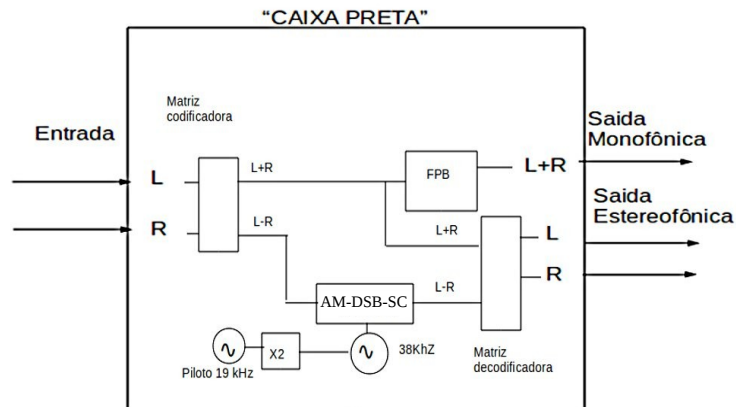 “CAIXA PRETA”
Matriz
codificadora
Entrada
L
R
L+R
L-R
FPB
L+R
L+R
L-R
L
R
AM-DSB-SC
38KhZ
X2
Piloto 19 kHz
Matriz
decodificadora
Saida
Monofônica
Saida
Estereofônica